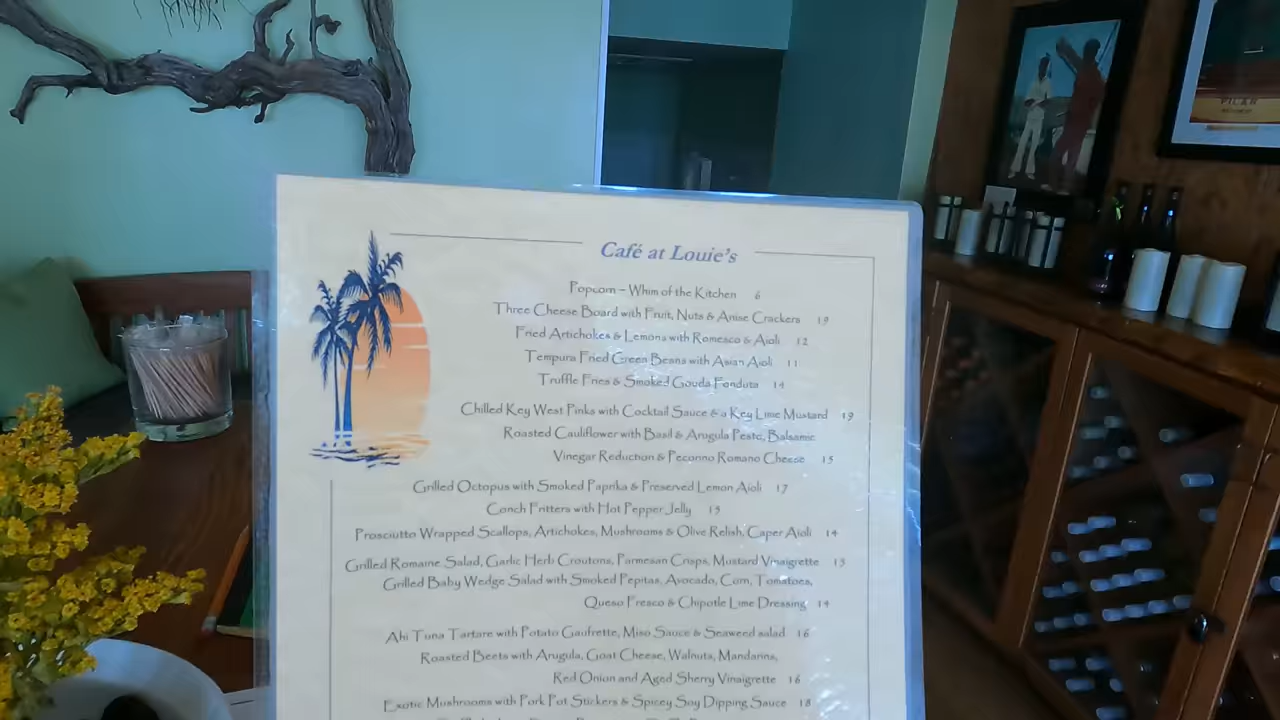 PILAR
Café at Louie's
Popcorn – Whim of the Kitchen 6
Three Cheese Board with Fruit, Nuts & Anise Crackers 19
Fried Artichokes & Lemons with Romesco & Aioli 12
Tempura Fried Green Beans with Asian Aioli 11
Truffle Fries & Smoked Gouda Fonduta 14
Chilled Key West Pinks with Cocktail Sauce & a Key Lime Mustard 19
Roasted Cauliflower with Basil & Arugula Pesto, Balsamic
Vinegar Reduction & Pecorino Romano Cheese 15
Grilled Octopus with Smoked Paprika & Preserved Lemon Aioli 17
Conch Fritters with Hot Pepper Jelly 15
Prosciutto Wrapped Scallops, Artichokes, Mushrooms & Olive Relish, Caper Aioli 14
Grilled Romaine Salad, Garlic Herb Croutons, Parmesan Crisps, Mustard Vinaigrette 13
Grilled Baby Wedge Salad with Smoked Pepitas, Avocado, Corn, Tomatoes,
Queso Fresco & Chipotle Lime Dressing 14
Ahi Tuna Tartare with Potato Gaufrette, Miso Sauce & Seaweed salad 16
Roasted Beets with Arugula, Goat Cheese, Walnuts, Mandarins,
Red Onion and Aged Sherry Vinaigrette 16
Exotic Mushrooms with Pork Pot Stickers & Spicey Soy Dipping Sauce 18